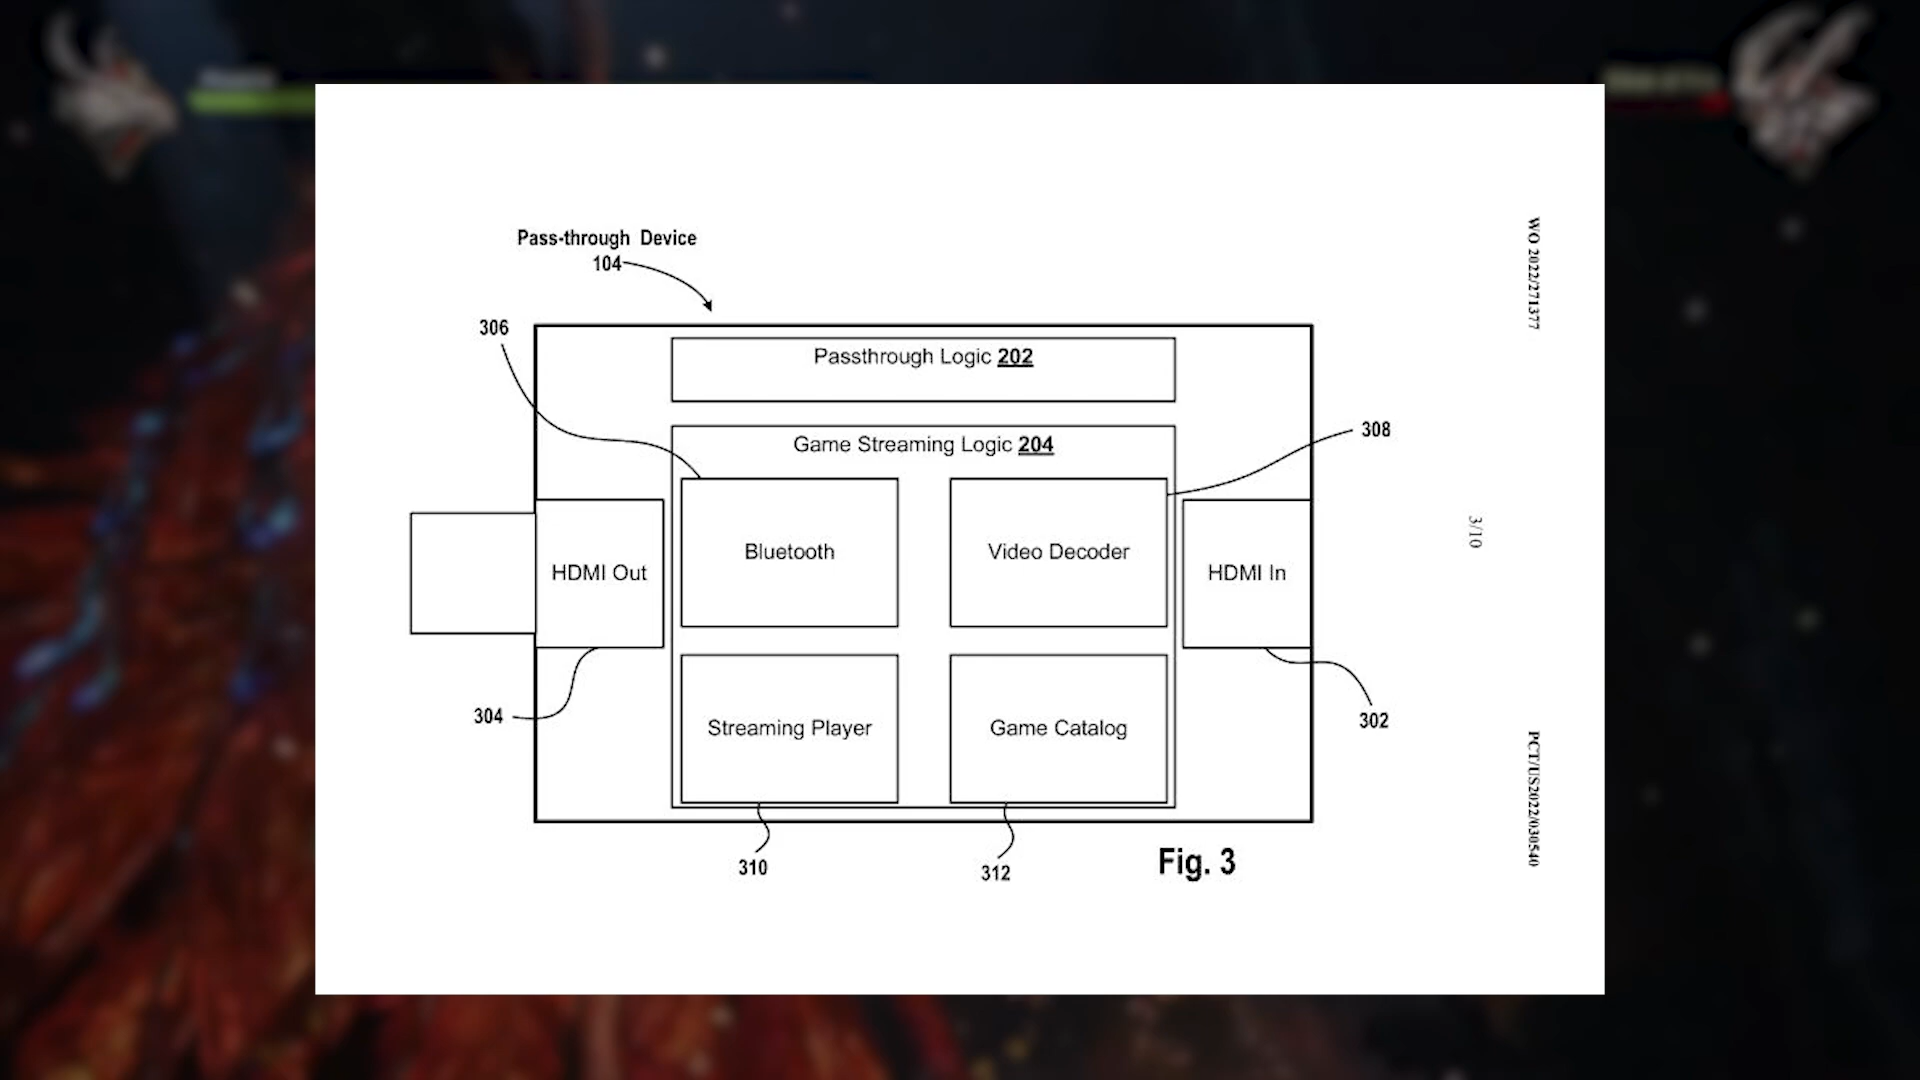 Pass-through Device
104
306
Passthrough Logic 202
Game Streaming Logic 204
308
Bluetooth
Video Decoder
HDMI Out
HDMI In
304
Streaming Player
Game Catalog
302
310
312
Fig. 3
WO 2022/271377
3/10
PCT/US2022/030540